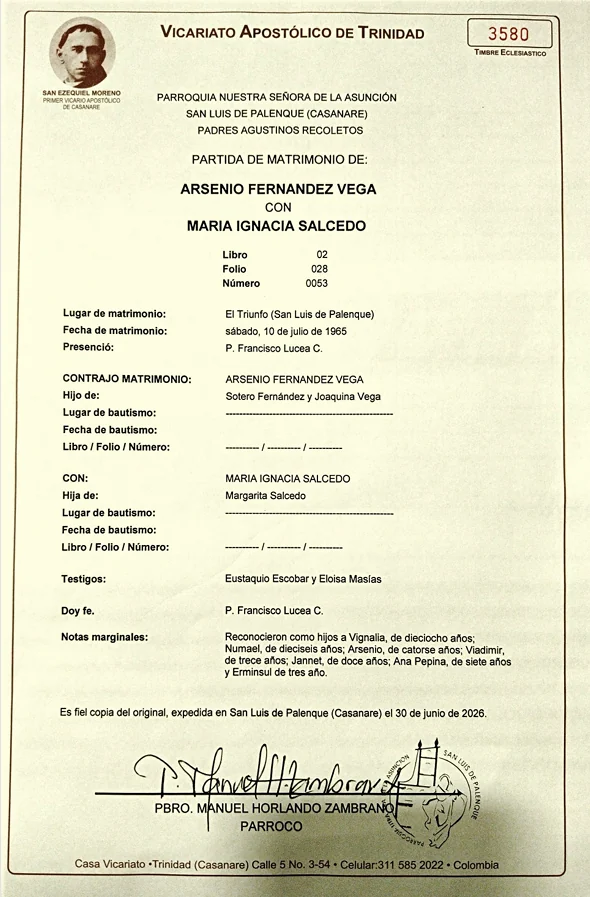 VICARIATO APOSTÓLICO DE TRINIDAD
3580
TIMBRE ECLESIASTICO
SAN EZEQUIEL MORENO
PRIMER VICARIO APOSTÓLICO
DE CASANARE
PARROQUIA NUESTRA SEÑORA DE LA ASUNCIÓN
SAN LUIS DE PALENQUE (CASANARE)
PADRES AGUSTINOS RECOLETOS
PARTIDA DE MATRIMONIO DE:
ARSENIO FERNANDEZ VEGA
CON
MARIA IGNACIA SALCEDO
Libro 02
Folio 028
Número 0053
Lugar de matrimonio: El Triunfo (San Luis de Palenque)
Fecha de matrimonio: sábado, 10 de julio de 1965
Presenció: P. Francisco Lucea C.
CONTRAJO MATRIMONIO: ARSENIO FERNANDEZ VEGA
Hijo de: Sotero Fernández y Joaquina Vega
Lugar de bautismo: --------------------------------------------------
Fecha de bautismo:
Libro / Folio / Número: ---------- / ---------- / ----------
CON: MARIA IGNACIA SALCEDO
Hija de: Margarita Salcedo
Lugar de bautismo: --------------------------------------------------
Fecha de bautismo:
Libro / Folio / Número: ---------- / ---------- / ----------
Testigos: Eustaquio Escobar y Eloisa Masías
Doy fe. P. Francisco Lucea C.
Notas marginales: Reconocieron como hijos a Vignalia, de dieciocho años;
Numael, de dieciseis años; Arsenio, de catorse años; Viadimir,
de trece años; Jannet, de doce años; Ana Pepina, de siete años
y Erminsul de tres año.
Es fiel copia del original, expedida en San Luis de Palenque (Casanare) el 30 de junio de 2026.
P. Manuel H. Zambrano
PBRO. MANUEL HORLANDO ZAMBRANO
PARROCO
SAN LUIS DE PALENQUE
Casa Vicariato •Trinidad (Casanare) Calle 5 No. 3-54 • Celular:311 585 2022 • Colombia